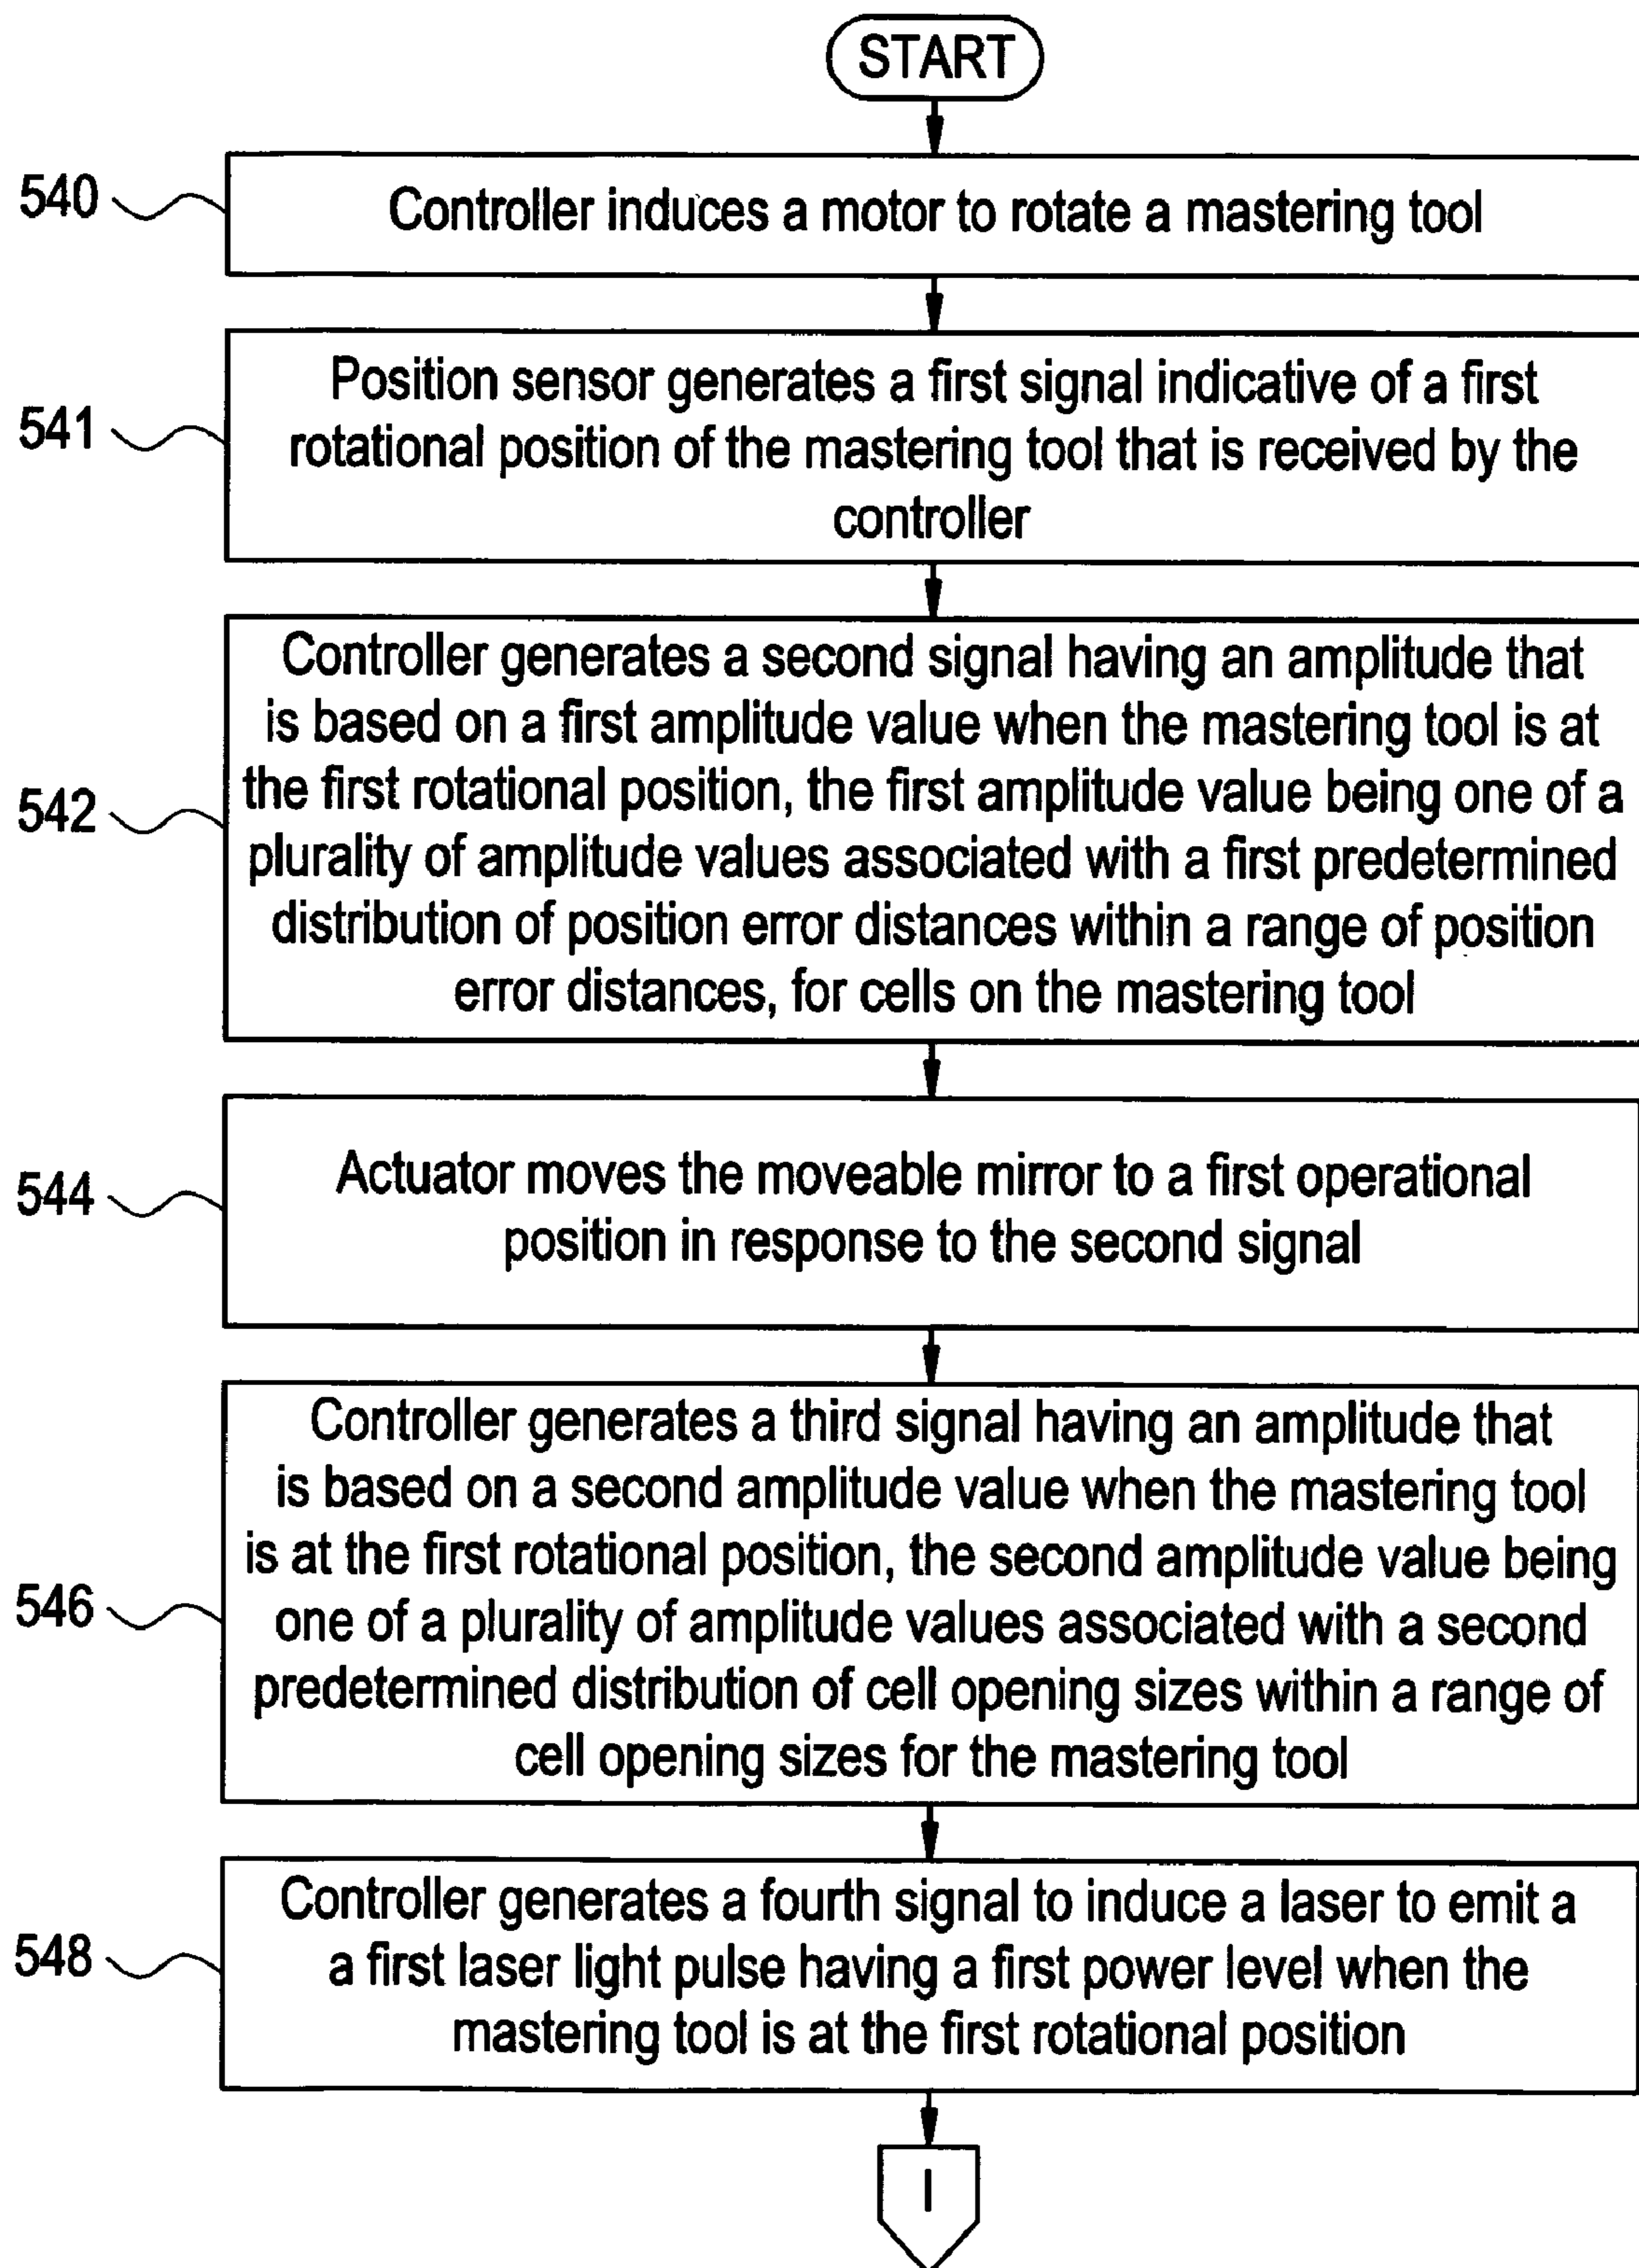 START
540
Controller induces a motor to rotate a mastering tool
541
Position sensor generates a first signal indicative of a first
rotational position of the mastering tool that is received by the
controller
542
Controller generates a second signal having an amplitude that
is based on a first amplitude value when the mastering tool is at
the first rotational position, the first amplitude value being one of a
plurality of amplitude values associated with a first predetermined
distribution of position error distances within a range of position
error distances, for cells on the mastering tool
544
Actuator moves the moveable mirror to a first operational
position in response to the second signal
546
Controller generates a third signal having an amplitude that
is based on a second amplitude value when the mastering tool
is at the first rotational position, the second amplitude value being
one of a plurality of amplitude values associated with a second
predetermined distribution of cell opening sizes within a range of
cell opening sizes for the mastering tool
548
Controller generates a fourth signal to induce a laser to emit a
a first laser light pulse having a first power level when the
mastering tool is at the first rotational position
I